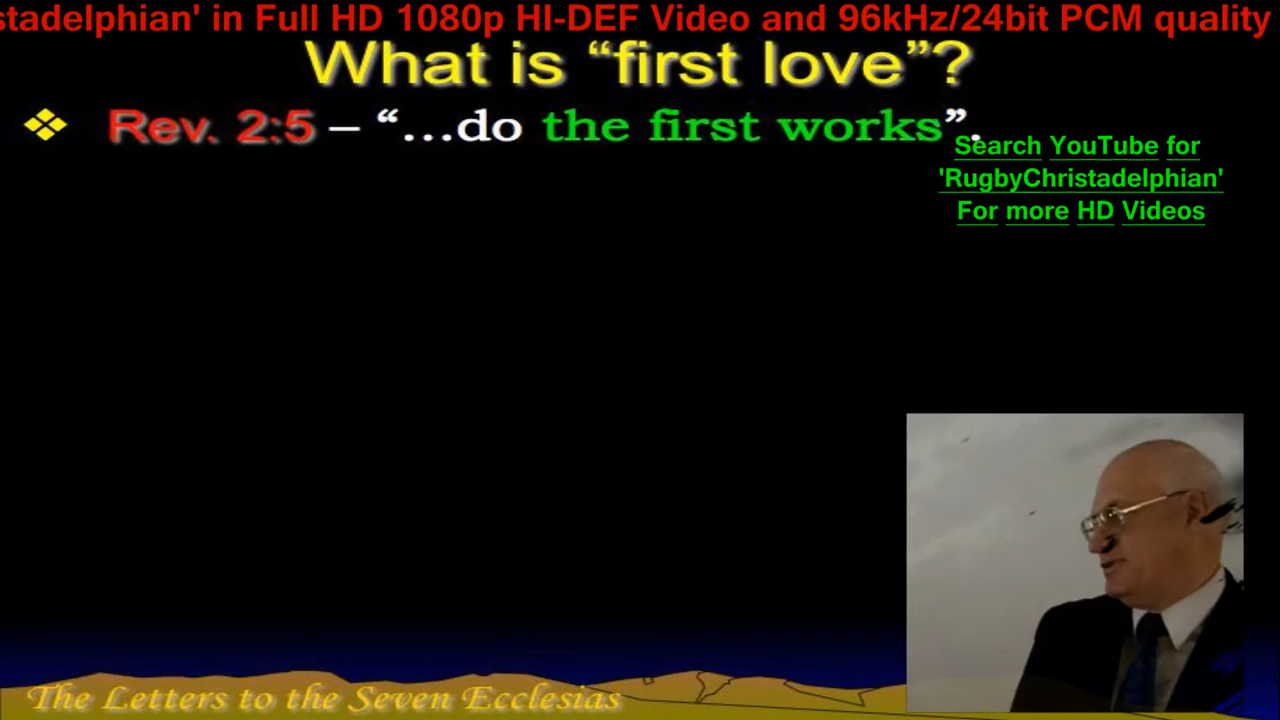 stadelphian' in Full HD 1080p HI-DEF Video and 96kHz/24bit PCM quality
What is “first love”?
Rev. 2:5 – “...do the first works”.
Search YouTube for
'RugbyChristadelphian'
For more HD Videos
The Letters to the Seven Ecclesias